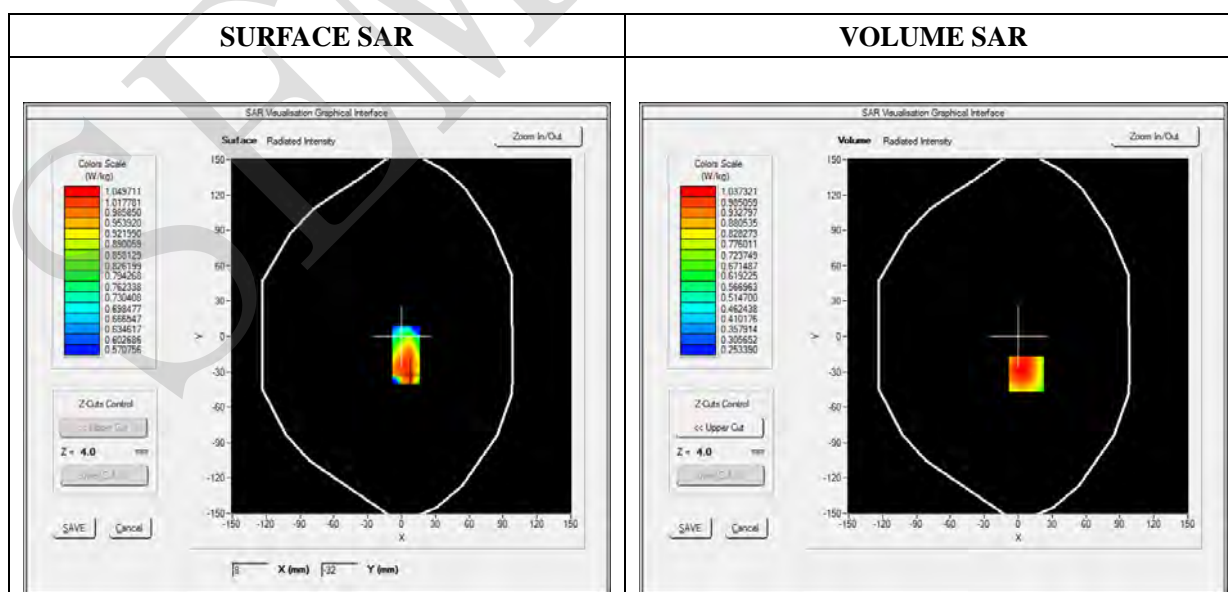 SURFACE SAR
VOLUME SAR
SAR Visualisation Graphical Interface
Surface Radiated Intensity
Zoom In/Out
Colors Scale
(W/kg)
1.049711
1.017781
0.985850
0.953920
0.921990
0.890059
0.858129
0.826199
0.794268
0.762338
0.730408
0.698477
0.666547
0.634617
0.602686
0.570756
Z-Cuts Control
<< Upper Cut
Z = 4.0 mm
SAVE
Cancel
150
120
90
60
30
0
-30
-60
-90
-120
-150
Y
-150 -120 -90 -60 -30 0 30 60 90 120 150
X
8 X (mm) -32 Y (mm)
SAR Visualisation Graphical Interface
Volume Radiated Intensity
Zoom In/Out
Colors Scale
(W/kg)
1.037321
0.985059
0.932797
0.880535
0.828273
0.776011
0.723749
0.671487
0.619225
0.566963
0.514700
0.462438
0.410176
0.357914
0.305652
0.253390
Z-Cuts Control
<< Upper Cut
Z = 4.0 mm
SAVE
Cancel
150
120
90
60
30
0
-30
-60
-90
-120
-150
Y
-150 -120 -90 -60 -30 0 30 60 90 120 150
X